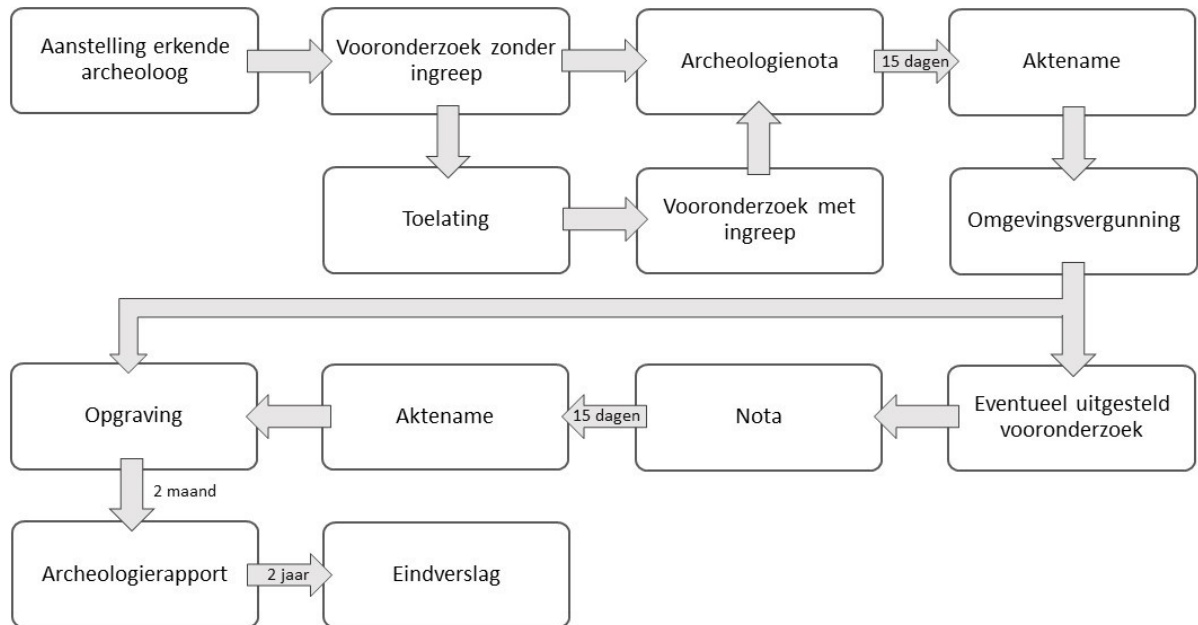 Aanstelling erkende
archeoloog
Vooronderzoek zonder
ingreep
Archeologienota
15 dagen
Aktename
Toelating
Vooronderzoek met
ingreep
Omgevingsvergunning
Opgraving
Aktename
15 dagen
Nota
Eventueel uitgesteld
vooronderzoek
2 maand
Archeologierapport
2 jaar
Eindverslag